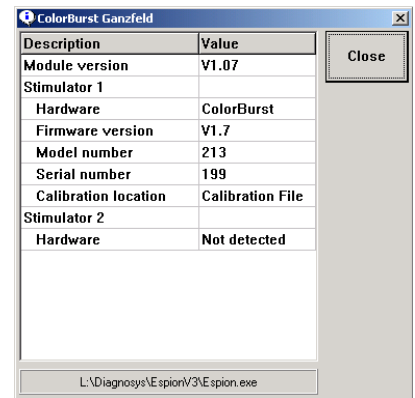 ColorBurst Ganzfeld
Description Value
Close
Module version V1.07
Stimulator 1
Hardware ColorBurst
Firmware version V1.7
Model number 213
Serial number 199
Calibration location Calibration File
Stimulator 2
Hardware Not detected
L:\Diagnosys\EspionV3\Espion.exe